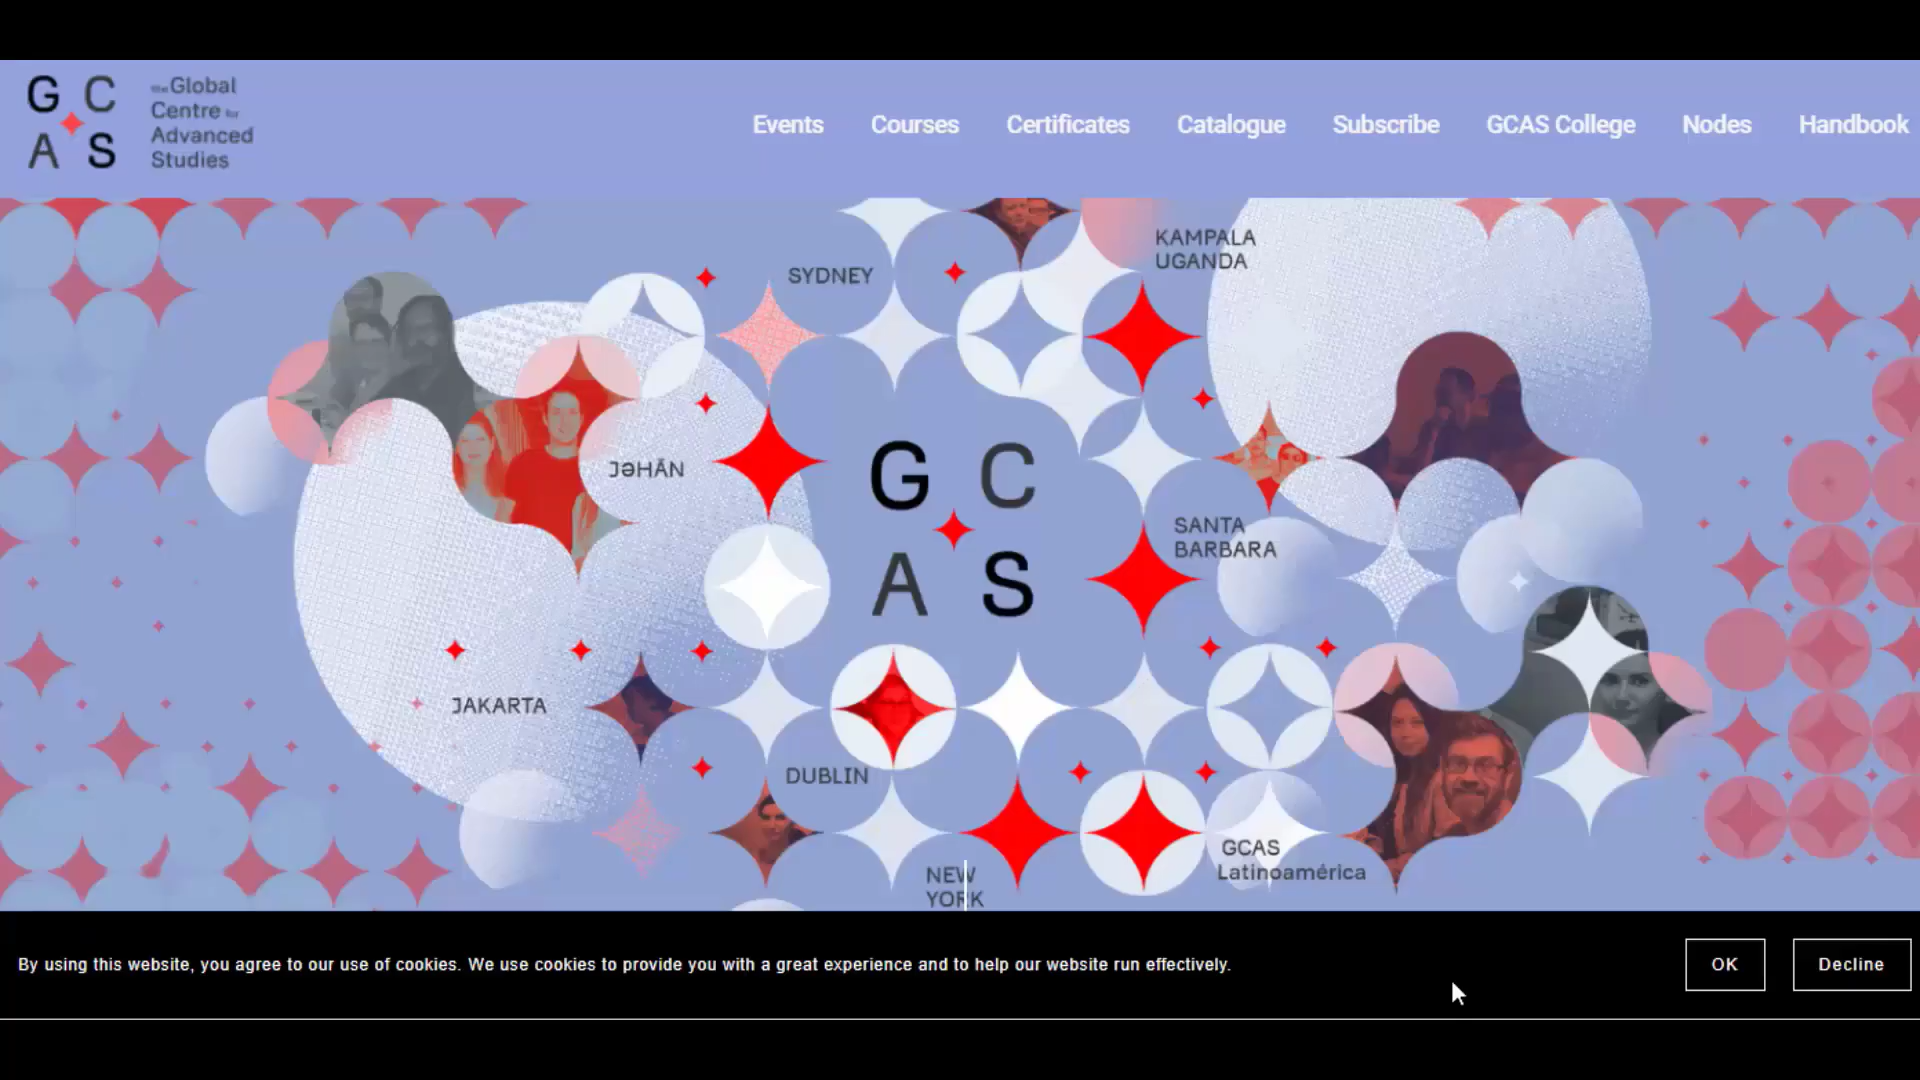 G C
A S
the Global
Centre for
Advanced
Studies
Events
Courses
Certificates
Catalogue
Subscribe
GCAS College
Nodes
Handbook
SYDNEY
KAMPALA
UGANDA
JƏHĀN
G C
A S
SANTA
BARBARA
JAKARTA
DUBLIN
NEW
YORK
GCAS
Latinoamérica
By using this website, you agree to our use of cookies. We use cookies to provide you with a great experience and to help our website run effectively.
OK
Decline